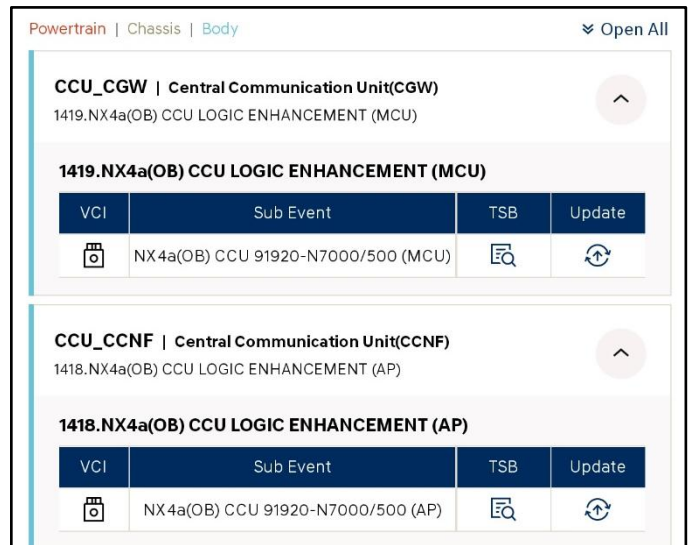 Powertrain | Chassis | Body
Open All
CCU_CGW | Central Communication Unit(CGW)
1419.NX4a(OB) CCU LOGIC ENHANCEMENT (MCU)
1419.NX4a(OB) CCU LOGIC ENHANCEMENT (MCU)
VCI Sub Event TSB Update
NX4a(OB) CCU 91920-N7000/500 (MCU)
CCU_CCNF | Central Communication Unit(CCNF)
1418.NX4a(OB) CCU LOGIC ENHANCEMENT (AP)
1418.NX4a(OB) CCU LOGIC ENHANCEMENT (AP)
VCI Sub Event TSB Update
NX4a(OB) CCU 91920-N7000/500 (AP)